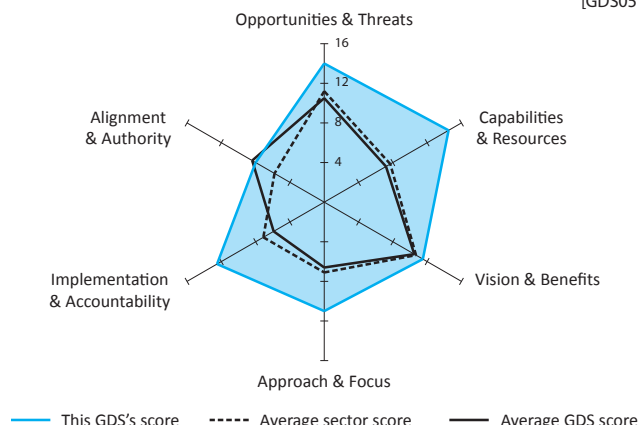 [GDS05
Opportunities & Threats
16
12
8
4
Alignment
& Authority
Capabilities
& Resources
Implementation
& Accountability
Vision & Benefits
Approach & Focus
This GDS's score
Average sector score
Average GDS score